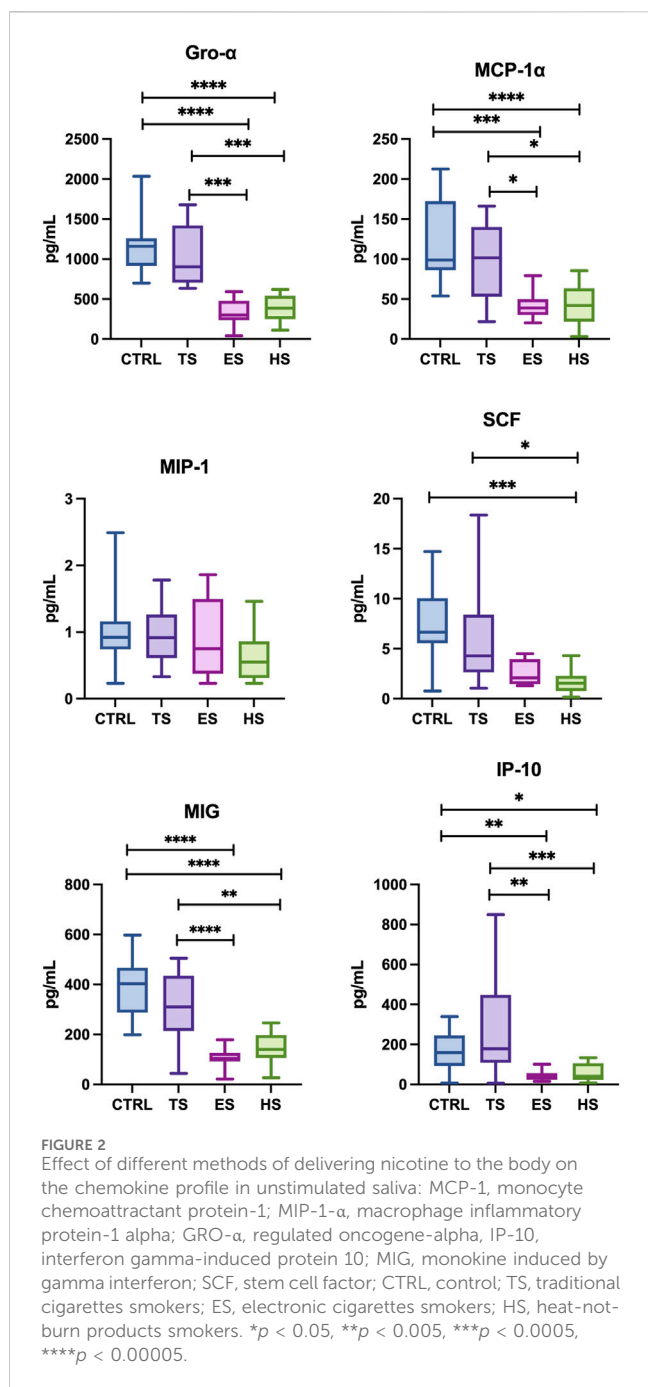 Gro-α
****
****
***
***
pg/mL
2500
2000
1500
1000
500
0
CTRL TS ES HS
MCP-1α
****
***
*
*
pg/mL
250
200
150
100
50
0
CTRL TS ES HS
MIP-1
pg/mL
3
2
1
0
CTRL TS ES HS
SCF
*
***
pg/mL
20
15
10
5
0
CTRL TS ES HS
MIG
****
****
**
****
pg/mL
800
600
400
200
0
CTRL TS ES HS
IP-10
*
**
***
**
pg/mL
1000
800
600
400
200
0
CTRL TS ES HS
FIGURE 2
Effect of different methods of delivering nicotine to the body on
the chemokine profile in unstimulated saliva: MCP-1, monocyte
chemoattractant protein-1; MIP-1-α, macrophage inflammatory
protein-1 alpha; GRO-α, regulated oncogene-alpha, IP-10,
interferon gamma-induced protein 10; MIG, monokine induced by
gamma interferon; SCF, stem cell factor; CTRL, control; TS, traditional
cigarettes smokers; ES, electronic cigarettes smokers; HS, heat-not-
burn products smokers. *p < 0.05, **p < 0.005, ***p < 0.0005,
****p < 0.00005.